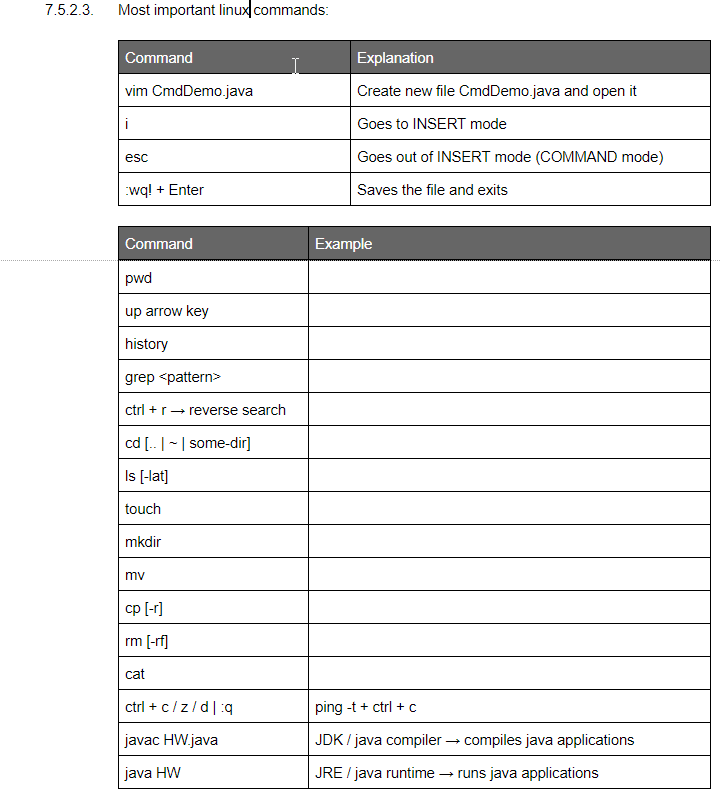 7.5.2.3. Most important linux commands:
Command Explanation
vim CmdDemo.java Create new file CmdDemo.java and open it
i Goes to INSERT mode
esc Goes out of INSERT mode (COMMAND mode)
:wq! + Enter Saves the file and exits
Command Example
pwd
up arrow key
history
grep <pattern>
ctrl + r → reverse search
cd [.. | ~ | some-dir]
ls [-lat]
touch
mkdir
mv
cp [-r]
rm [-rf]
cat
ctrl + c / z / d | :q ping -t + ctrl + c
javac HW.java JDK / java compiler → compiles java applications
java HW JRE / java runtime → runs java applications